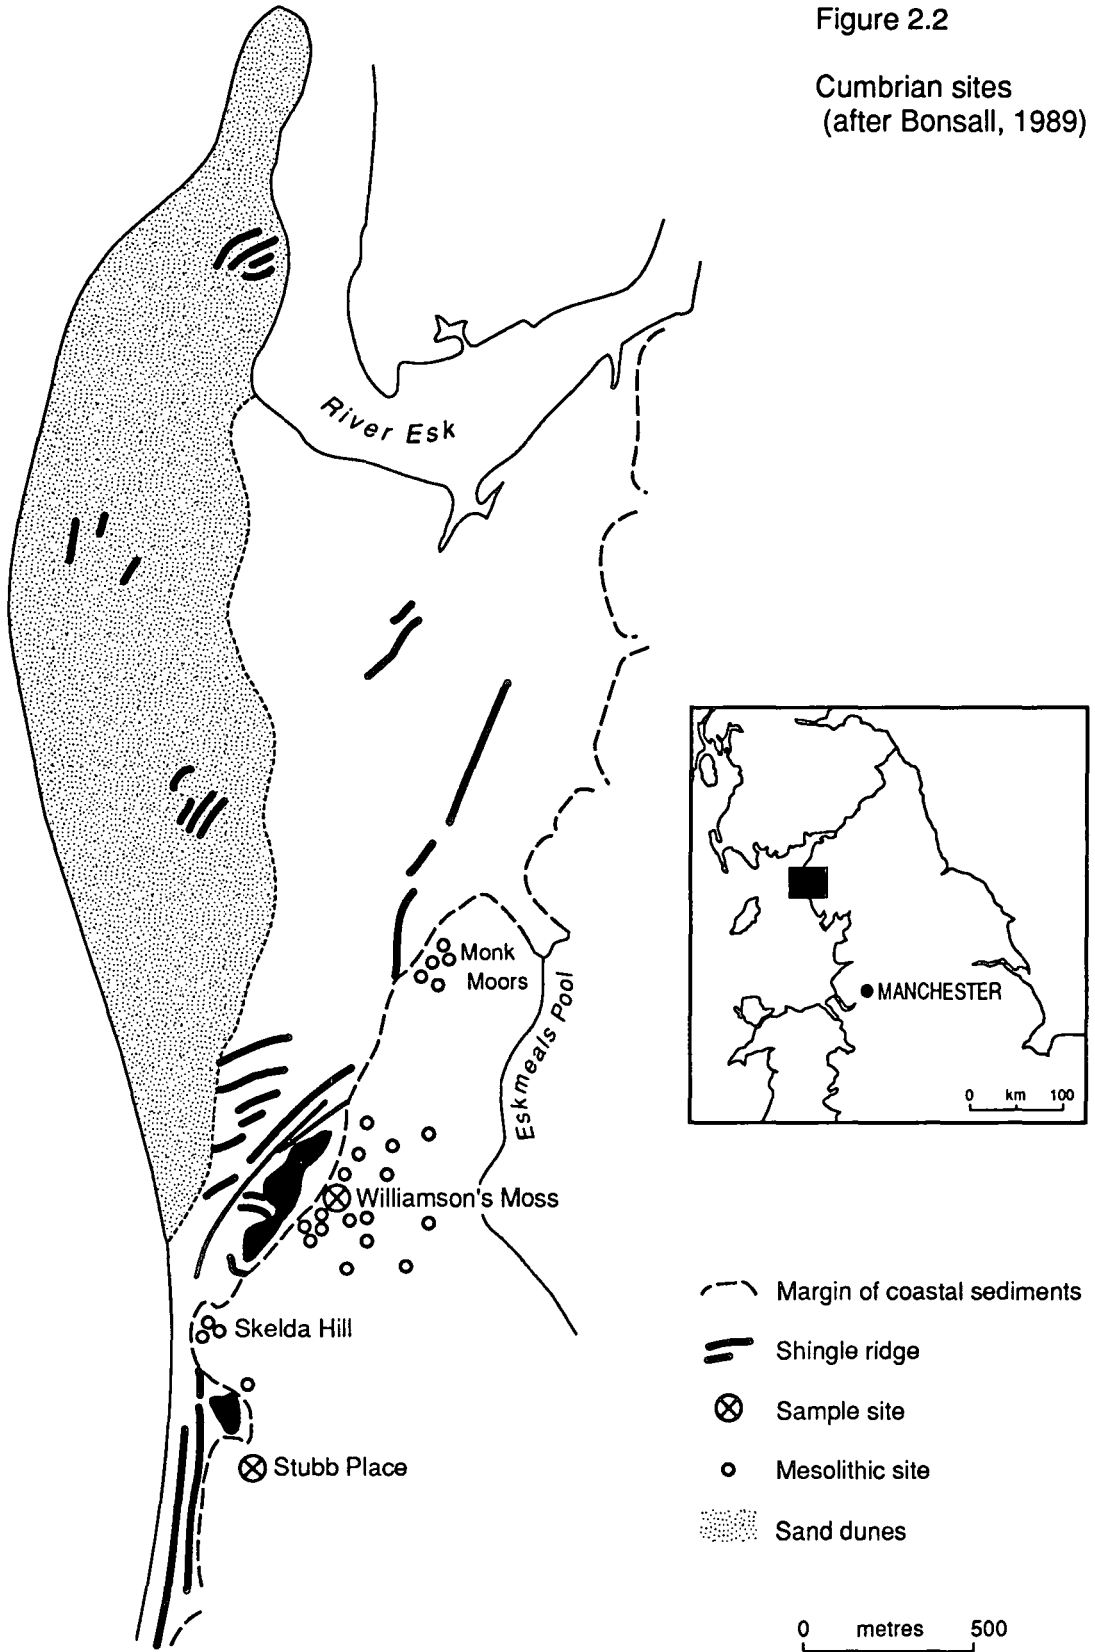 Figure 2.2
Cumbrian sites
(after Bonsall, 1989)
River Esk
Monk
Moors
Eskmeals Pool
MANCHESTER
0 km 100
Williamson's Moss
Skelda Hill
Stubb Place
Margin of coastal sediments
Shingle ridge
Sample site
Mesolithic site
Sand dunes
0 metres 500